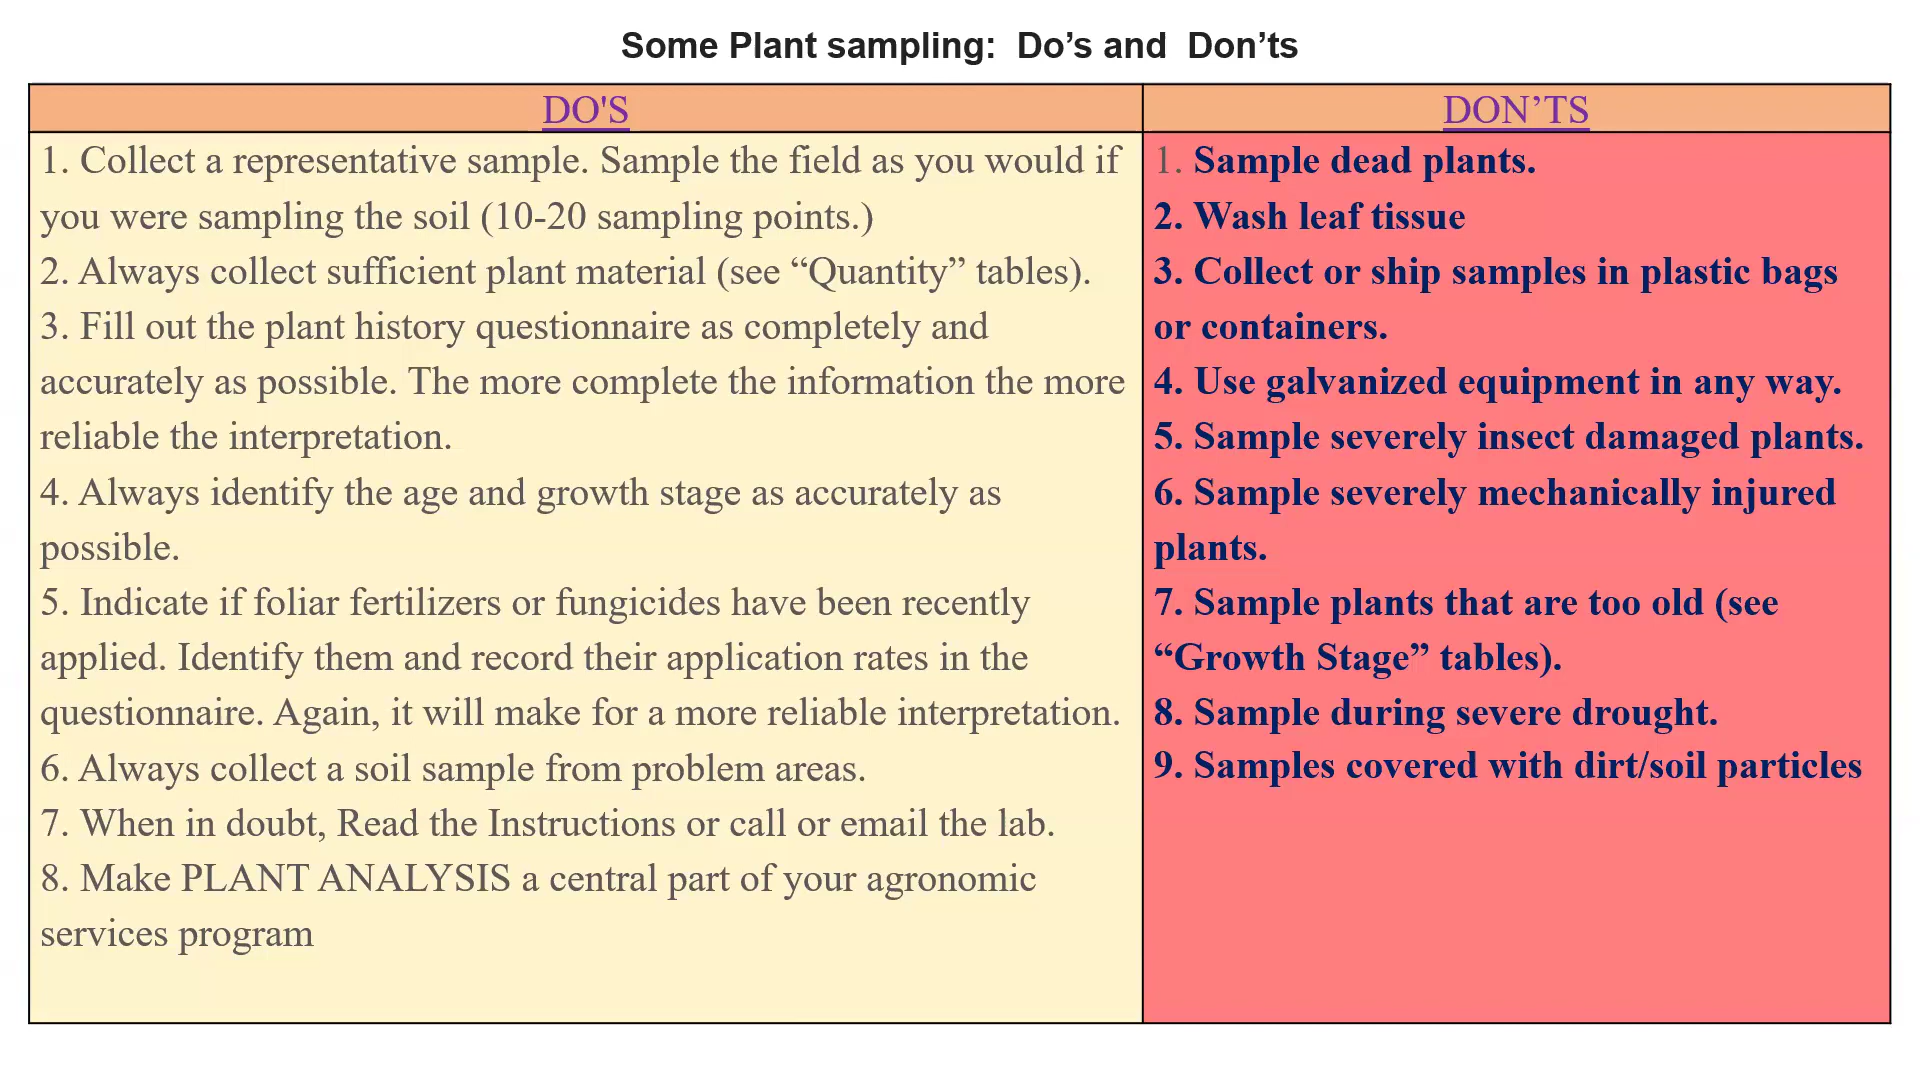 Some Plant sampling: Do’s and Don’ts
DO'S
1. Collect a representative sample. Sample the field as you would if
you were sampling the soil (10-20 sampling points.)
2. Always collect sufficient plant material (see “Quantity” tables).
3. Fill out the plant history questionnaire as completely and
accurately as possible. The more complete the information the more
reliable the interpretation.
4. Always identify the age and growth stage as accurately as
possible.
5. Indicate if foliar fertilizers or fungicides have been recently
applied. Identify them and record their application rates in the
questionnaire. Again, it will make for a more reliable interpretation.
6. Always collect a soil sample from problem areas.
7. When in doubt, Read the Instructions or call or email the lab.
8. Make PLANT ANALYSIS a central part of your agronomic
services program
DON’TS
1. Sample dead plants.
2. Wash leaf tissue
3. Collect or ship samples in plastic bags
or containers.
4. Use galvanized equipment in any way.
5. Sample severely insect damaged plants.
6. Sample severely mechanically injured
plants.
7. Sample plants that are too old (see
“Growth Stage” tables).
8. Sample during severe drought.
9. Samples covered with dirt/soil particles